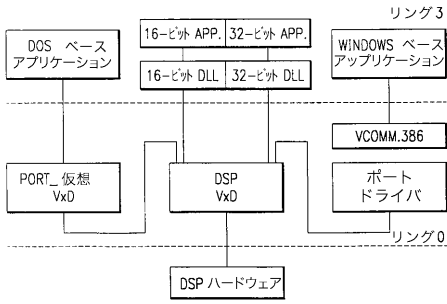 リング3
DOS ベース
アプリケーション
16-ビット APP.
32-ビット APP.
16-ビット DLL
32-ビット DLL
WINDOWS ベース
アップリケーション
VCOMM.386
PORT_仮想
VxD
DSP
VxD
ポート
ドライバ
リング0
DSP ハードウェア